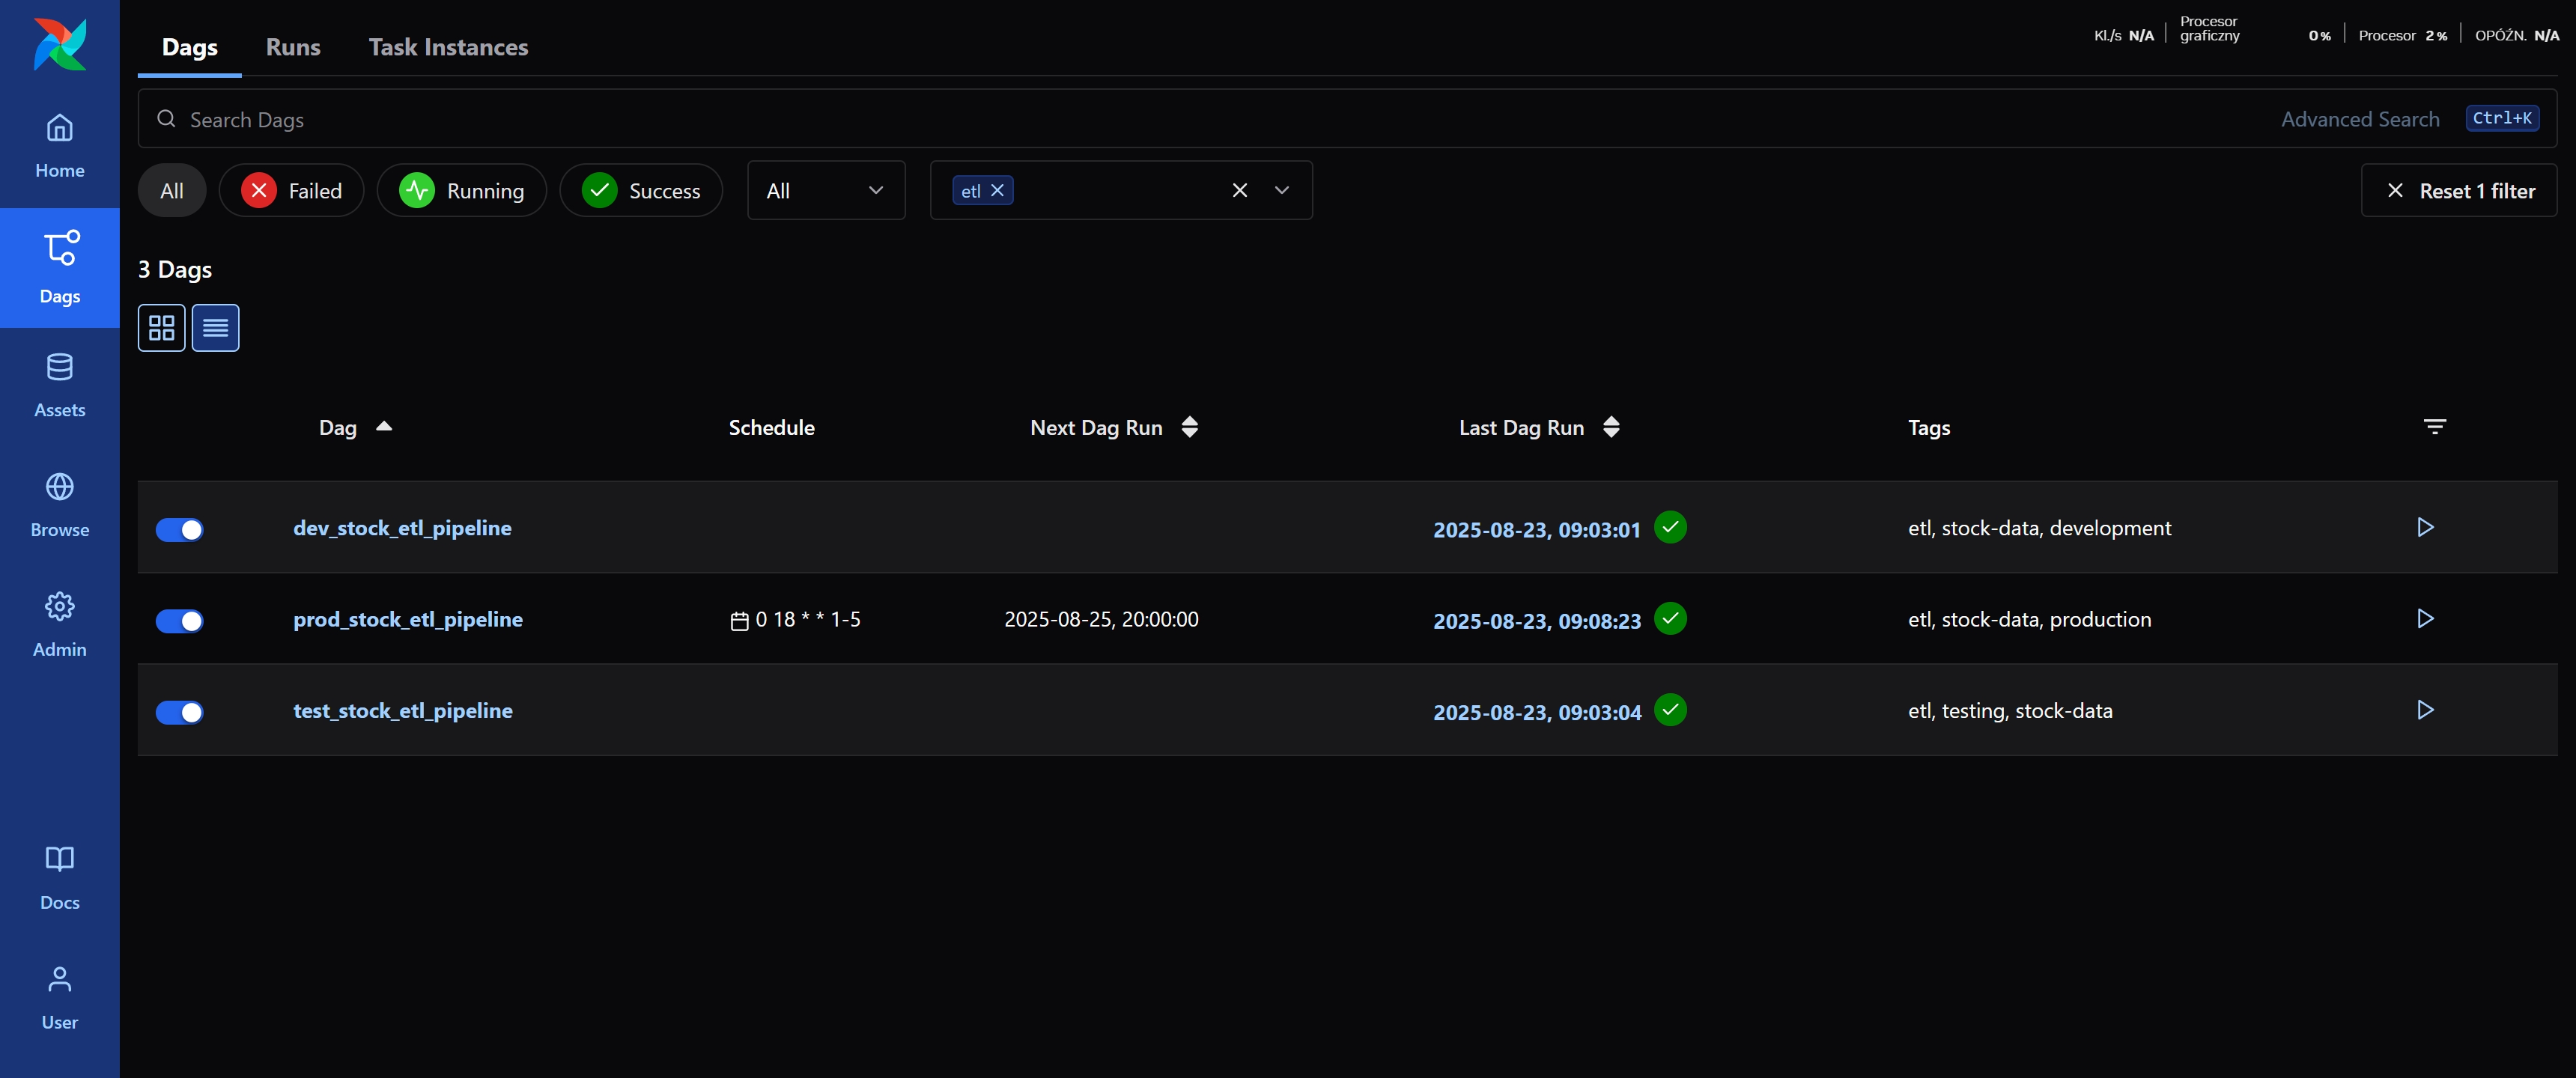 Dags Runs Task Instances
Kl./s N/A Procesor graficzny 0% Procesor 2% OPÓŹN. N/A
Search Dags Advanced Search Ctrl+K
All Failed Running Success All etl Reset 1 filter
Home
3 Dags
Dags
Assets
Dag Schedule Next Dag Run Last Dag Run Tags
Browse
dev_stock_etl_pipeline 2025-08-23, 09:03:01 etl, stock-data, development
prod_stock_etl_pipeline 0 18 * * 1-5 2025-08-25, 20:00:00 2025-08-23, 09:08:23 etl, stock-data, production
Admin
test_stock_etl_pipeline 2025-08-23, 09:03:04 etl, testing, stock-data
Docs
User